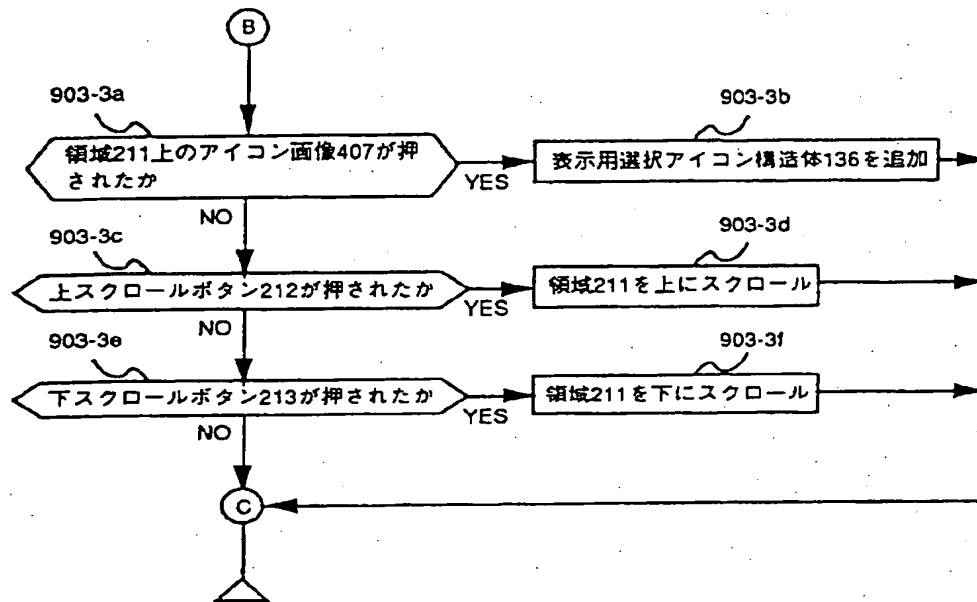 B
903-3a
903-3b
領域211上のアイコン画像407が押
されたか
YES
表示用選択アイコン構造体136を追加
NO
903-3c
903-3d
上スクロールボタン212が押されたか
YES
領域211を上にスクロール
NO
903-3e
903-3f
下スクロールボタン213が押されたか
YES
領域211を下にスクロール
NO
C